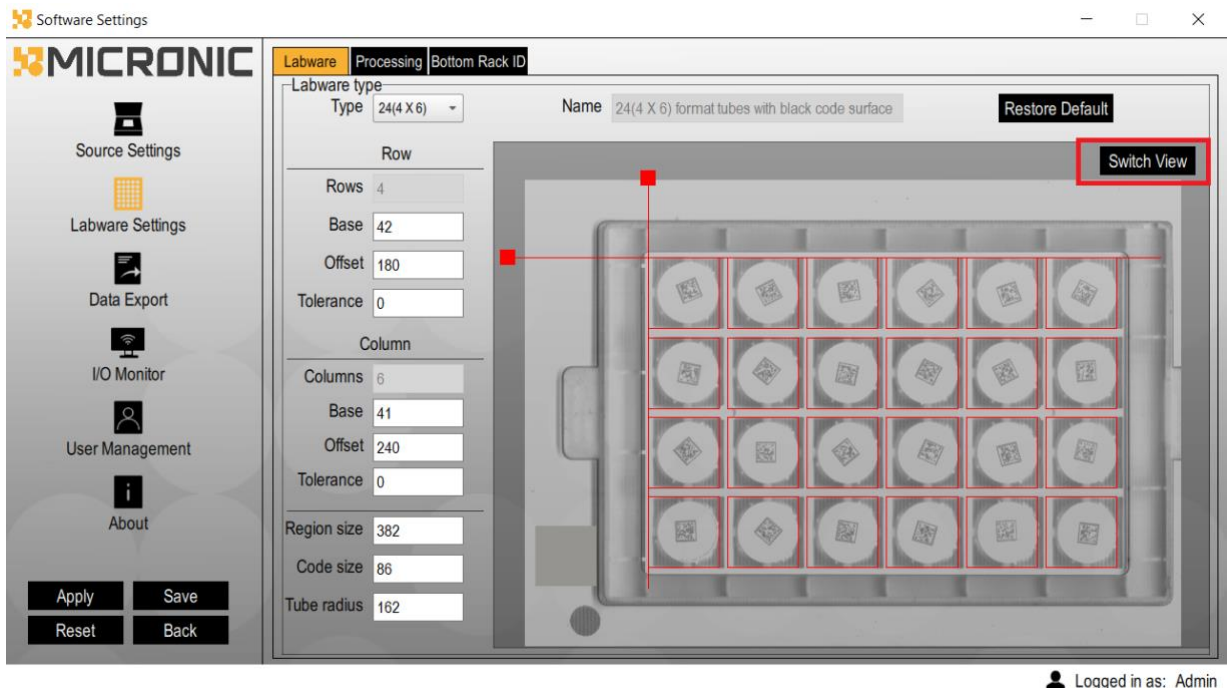 Software Settings
MICRONIC
Source Settings
Labware Settings
Data Export
I/O Monitor
User Management
i
About
Apply Save
Reset Back
Labware Processing Bottom Rack ID
Labware type
Type 24(4 X 6) Name 24(4 X 6) format tubes with black code surface Restore Default
Switch View
Row
Rows 4
Base 42
Offset 180
Tolerance 0
Column
Columns 6
Base 41
Offset 240
Tolerance 0
Region size 382
Code size 86
Tube radius 162
Logged in as: Admin